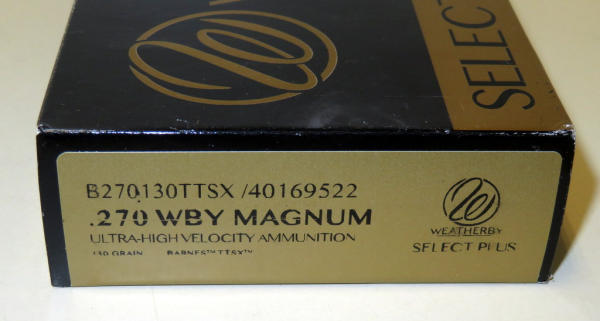 SELECT
B270130TTSX /40169522
.270 WBY MAGNUM
ULTRA-HIGH VELOCITY AMMUNITION
130 GRAIN BARNES™ TTSX™
WEATHERBY
SELECT PLUS